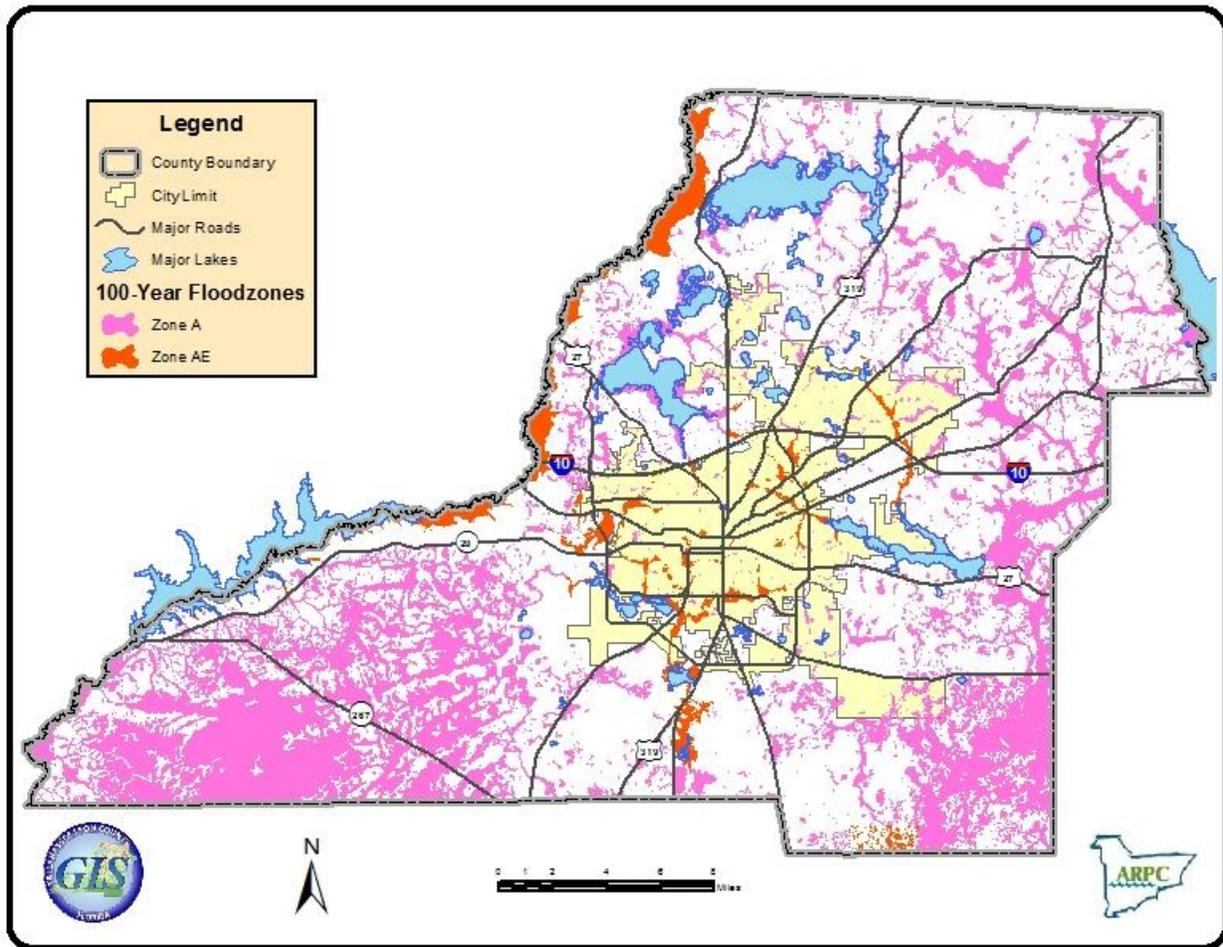 Legend
County Boundary
City Limit
Major Roads
Major Lakes
100-Year Floodzones
Zone A
Zone AE
319
27
10
10
20
27
267
319
GIS
FLORIDA
N
0 1 2 4 6 8
Miles
ARPC